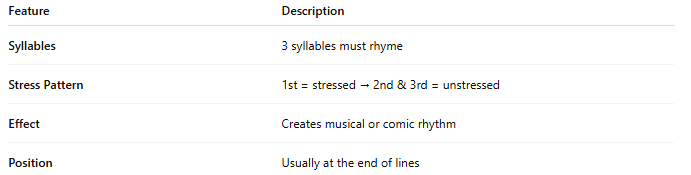 Feature Description
Syllables 3 syllables must rhyme
Stress Pattern 1st = stressed → 2nd & 3rd = unstressed
Effect Creates musical or comic rhythm
Position Usually at the end of lines